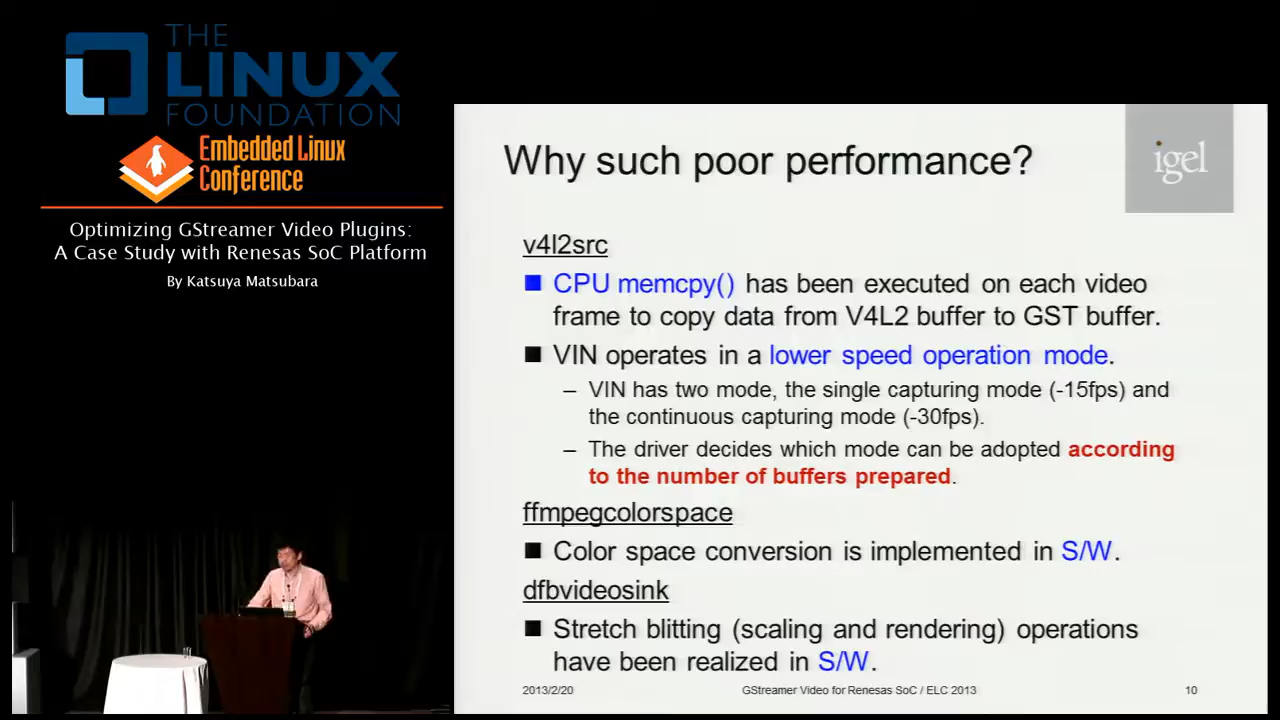 THE
LINUX
FOUNDATION
Embedded Linux
Conference
Optimizing GStreamer Video Plugins:
A Case Study with Renesas SoC Platform
By Katsuya Matsubara
Why such poor performance?
igel
v4l2src
CPU memcpy() has been executed on each video
frame to copy data from V4L2 buffer to GST buffer.
VIN operates in a lower speed operation mode.
– VIN has two mode, the single capturing mode (-15fps) and
the continuous capturing mode (-30fps).
– The driver decides which mode can be adopted according
to the number of buffers prepared.
ffmpegcolorspace
Color space conversion is implemented in S/W.
dfbvideosink
Stretch blitting (scaling and rendering) operations
have been realized in S/W.
2013/2/20
GStreamer Video for Renesas SoC / ELC 2013
10